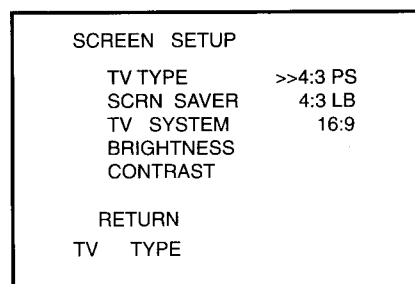 SCREEN SETUP
TV TYPE >>4:3 PS
SCRN SAVER 4:3 LB
TV SYSTEM 16:9
BRIGHTNESS
CONTRAST
RETURN
TV TYPE